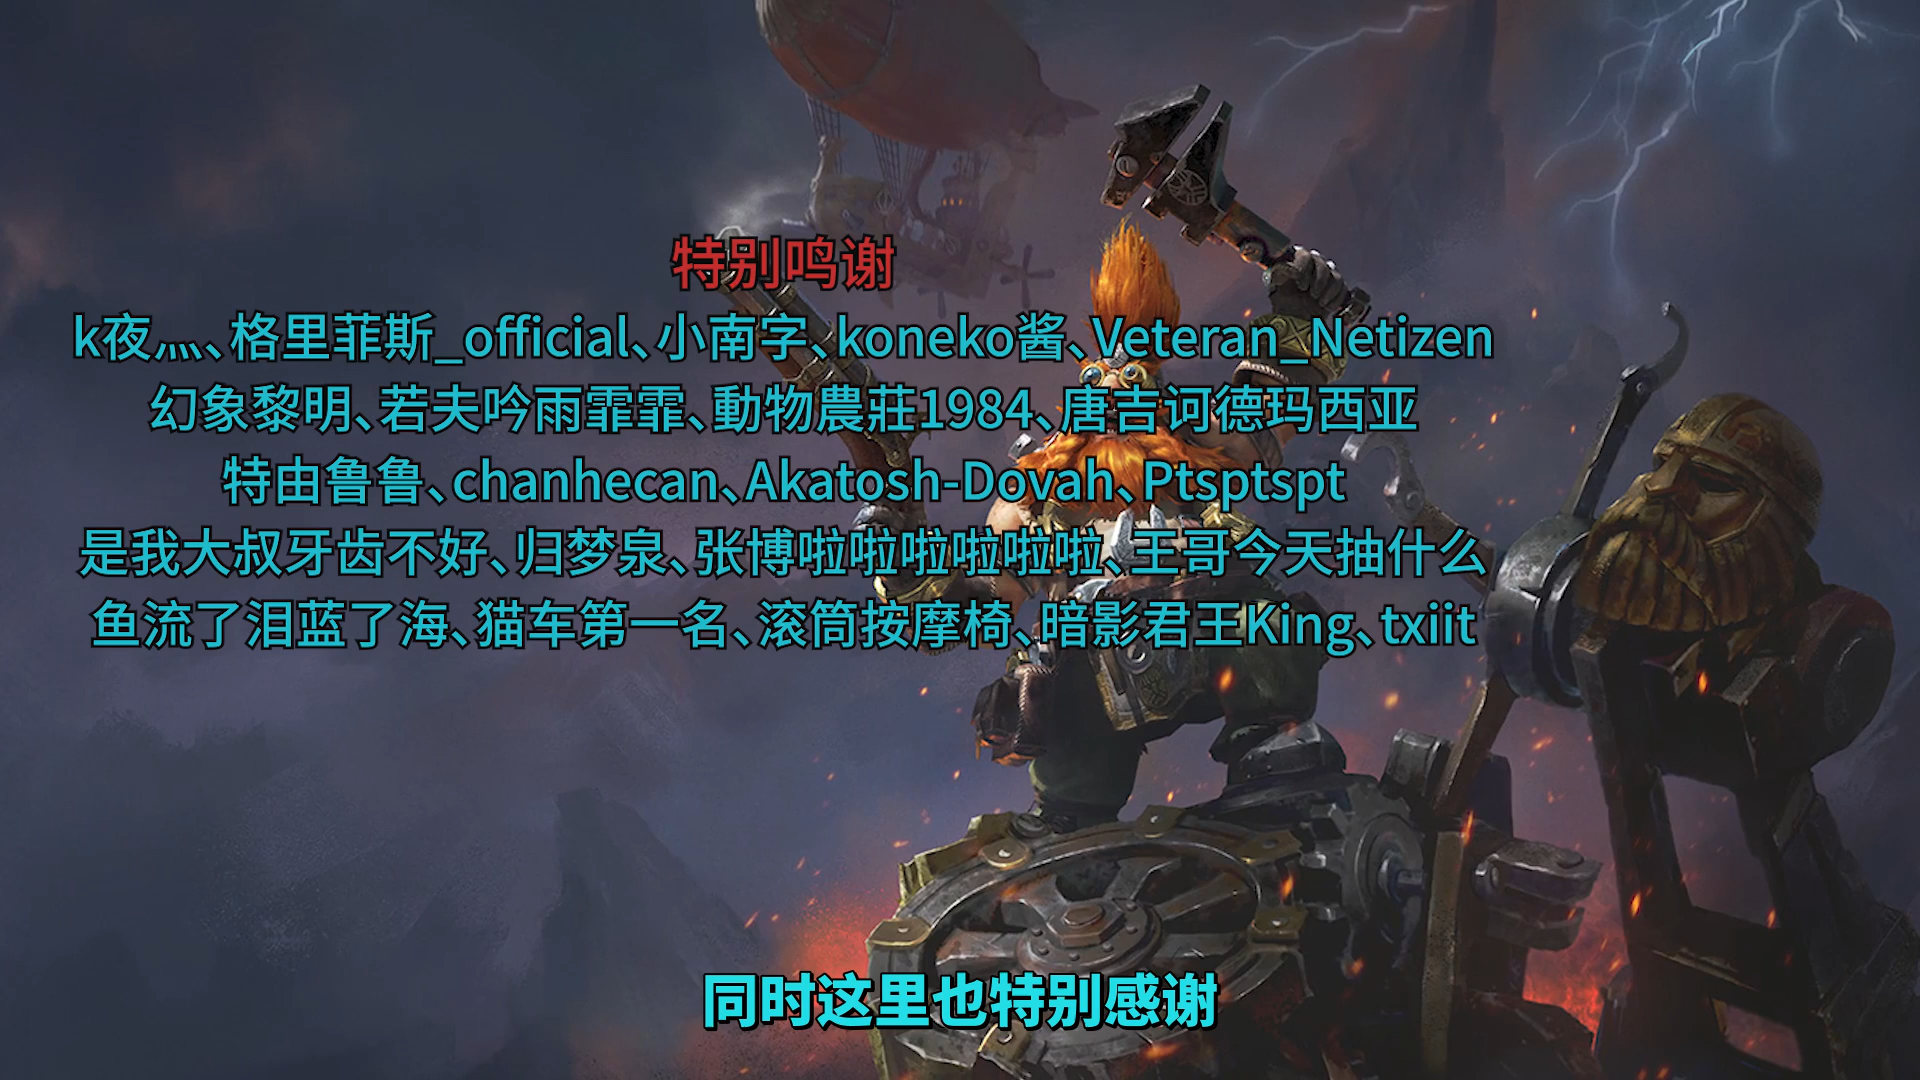 特别鸣谢
k夜灬、格里菲斯_official、小南字、koneko酱、Veteran_Netizen
幻象黎明、若夫吟雨霏霏、動物農莊1984、唐吉诃德玛西亚
特由鲁鲁、chanhecan、Akatosh-Dovah、Ptsptspt
是我大叔牙齿不好、归梦泉、张博啦啦啦啦啦啦、王哥今天抽什么
鱼流了泪蓝了海、猫车第一名、滚筒按摩椅、暗影君王King、txiit
同时这里也特别感谢